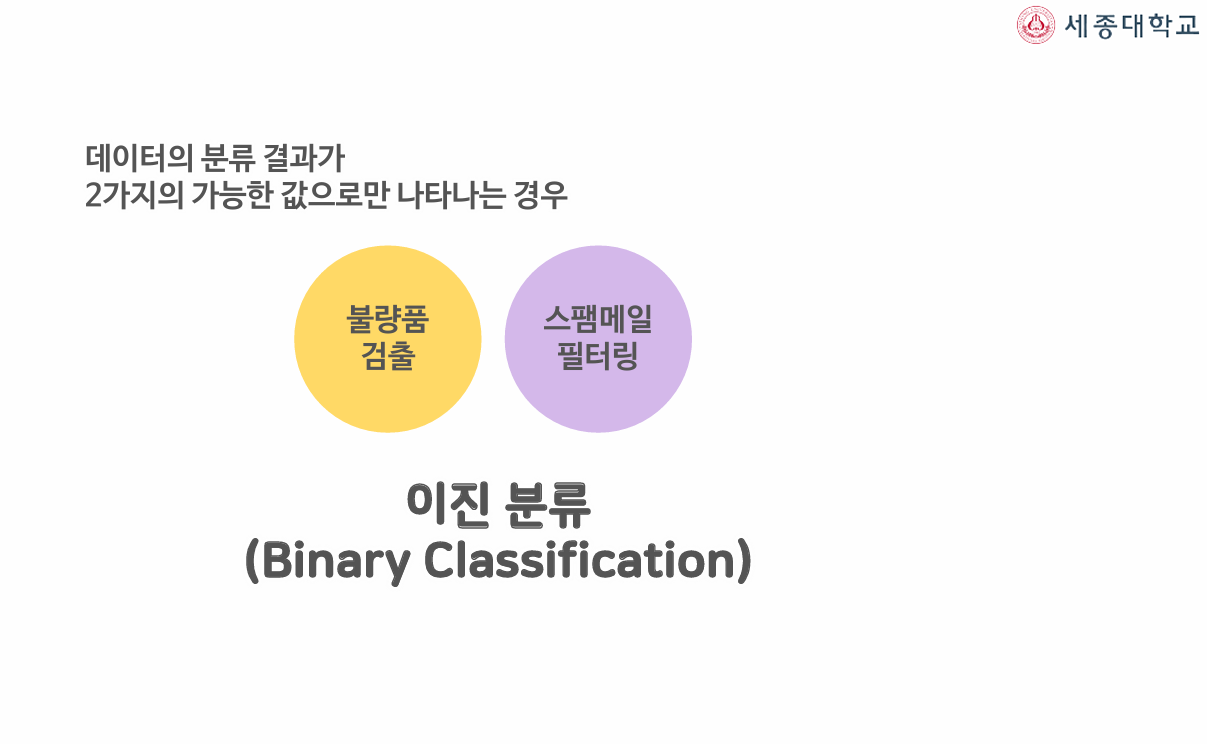 세종대학교
데이터의 분류 결과가
2가지의 가능한 값으로만 나타나는 경우
불량품
검출
스팸메일
필터링
이진 분류
(Binary Classification)